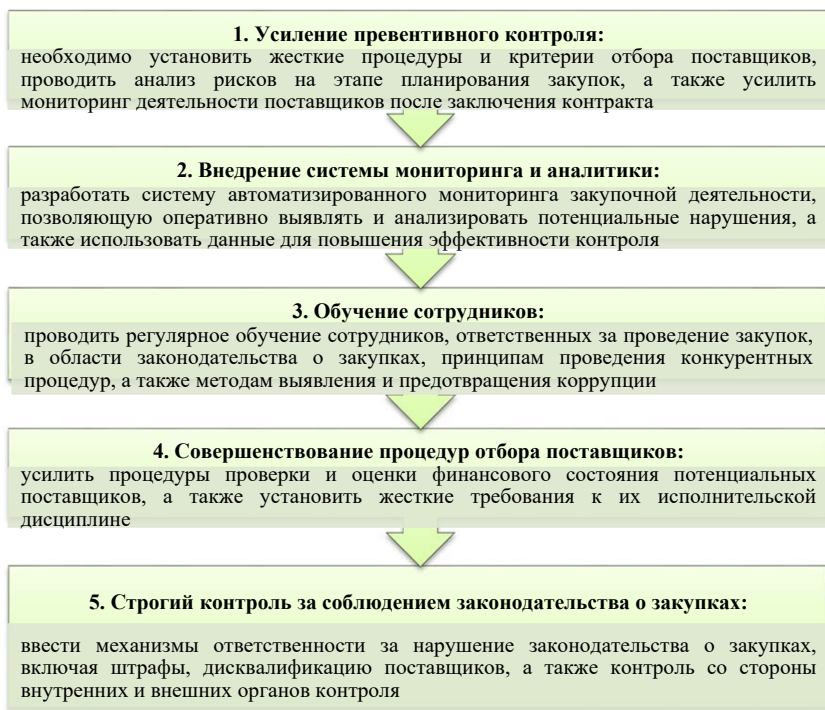 1. Усиление превентивного контроля:
необходимо установить жесткие процедуры и критерии отбора поставщиков,
проводить анализ рисков на этапе планирования закупок, а также усилить
мониторинг деятельности поставщиков после заключения контракта
2. Внедрение системы мониторинга и аналитики:
разработать систему автоматизированного мониторинга закупочной деятельности,
позволяющую оперативно выявлять и анализировать потенциальные нарушения, а
также использовать данные для повышения эффективности контроля
3. Обучение сотрудников:
проводить регулярное обучение сотрудников, ответственных за проведение закупок,
в области законодательства о закупках, принципам проведения конкурентных
процедур, а также методам выявления и предотвращения коррупции
4. Совершенствование процедур отбора поставщиков:
усилить процедуры проверки и оценки финансового состояния потенциальных
поставщиков, а также установить жесткие требования к их исполнительской
дисциплине
5. Строгий контроль за соблюдением законодательства о закупках:
ввести механизмы ответственности за нарушение законодательства о закупках,
включая штрафы, дисквалификацию поставщиков, а также контроль со стороны
внутренних и внешних органов контроля